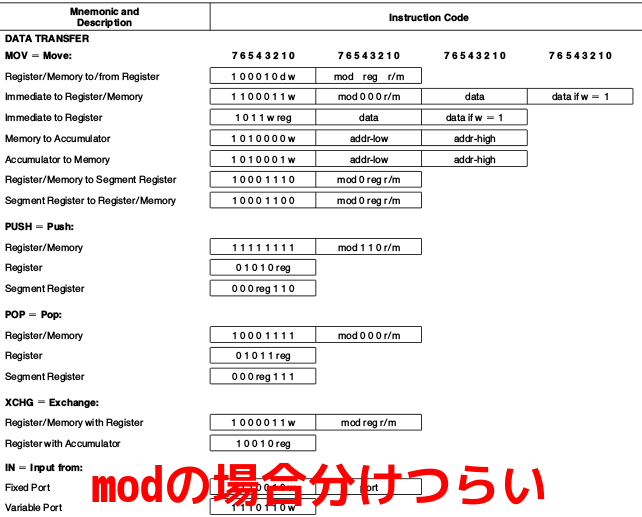 Mnemonic and Description Instruction Code
DATA TRANSFER
MOV = Move: 7 6 5 4 3 2 1 0 7 6 5 4 3 2 1 0 7 6 5 4 3 2 1 0 7 6 5 4 3 2 1 0
Register/Memory to/from Register 1 0 0 0 1 0 d w mod reg r/m
Immediate to Register/Memory 1 1 0 0 0 1 1 w mod 0 0 0 r/m data data if w = 1
Immediate to Register 1 0 1 1 w reg data data if w = 1
Memory to Accumulator 1 0 1 0 0 0 0 w addr-low addr-high
Accumulator to Memory 1 0 1 0 0 0 1 w addr-low addr-high
Register/Memory to Segment Register 1 0 0 0 1 1 1 0 mod 0 reg r/m
Segment Register to Register/Memory 1 0 0 0 1 1 0 0 mod 0 reg r/m
PUSH = Push:
Register/Memory 1 1 1 1 1 1 1 1 mod 1 1 0 r/m
Register 0 1 0 1 0 reg
Segment Register 0 0 0 reg 1 1 0
POP = Pop:
Register/Memory 1 0 0 0 1 1 1 1 mod 0 0 0 r/m
Register 0 1 0 1 1 reg
Segment Register 0 0 0 reg 1 1 1
XCHG = Exchange:
Register/Memory with Register 1 0 0 0 0 1 1 w mod reg r/m
Register with Accumulator 1 0 0 1 0 reg
IN = Input from:
modの場合分けつらい
Fixed Port
Variable Port 1 1 1 0 1 1 0 w